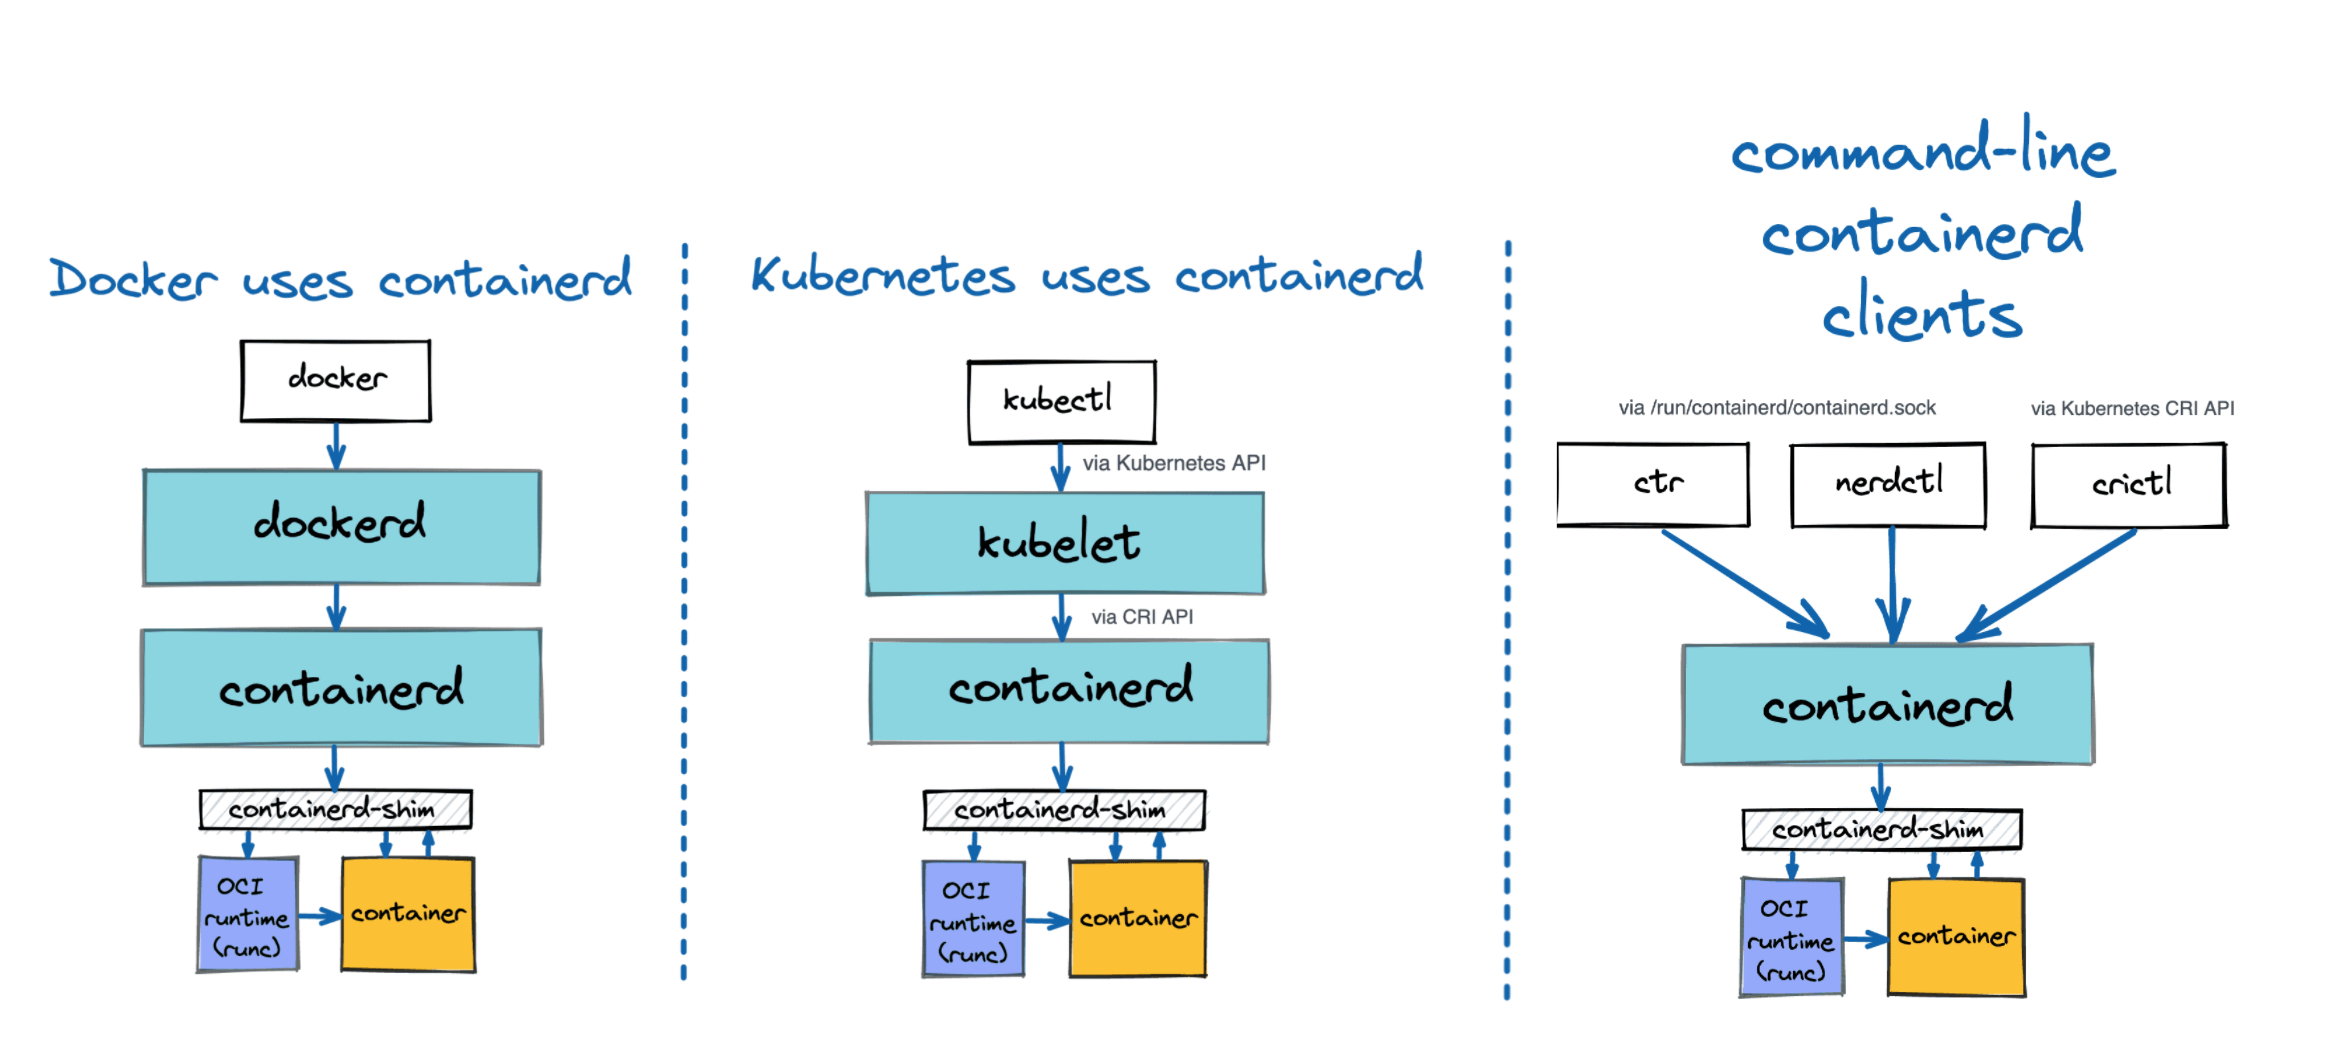 Docker uses containerd
docker
dockerd
containerd
containerd-shim
OCI
runtime
(runc)
container
Kubernetes uses containerd
kubectl
via Kubernetes API
kubelet
via CRI API
containerd
containerd-shim
OCI
runtime
(runc)
container
command-line
containerd
clients
via /run/containerd/containerd.sock
via Kubernetes CRI API
ctr
nerdctl
crictl
containerd
containerd-shim
OCI
runtime
(runc)
container